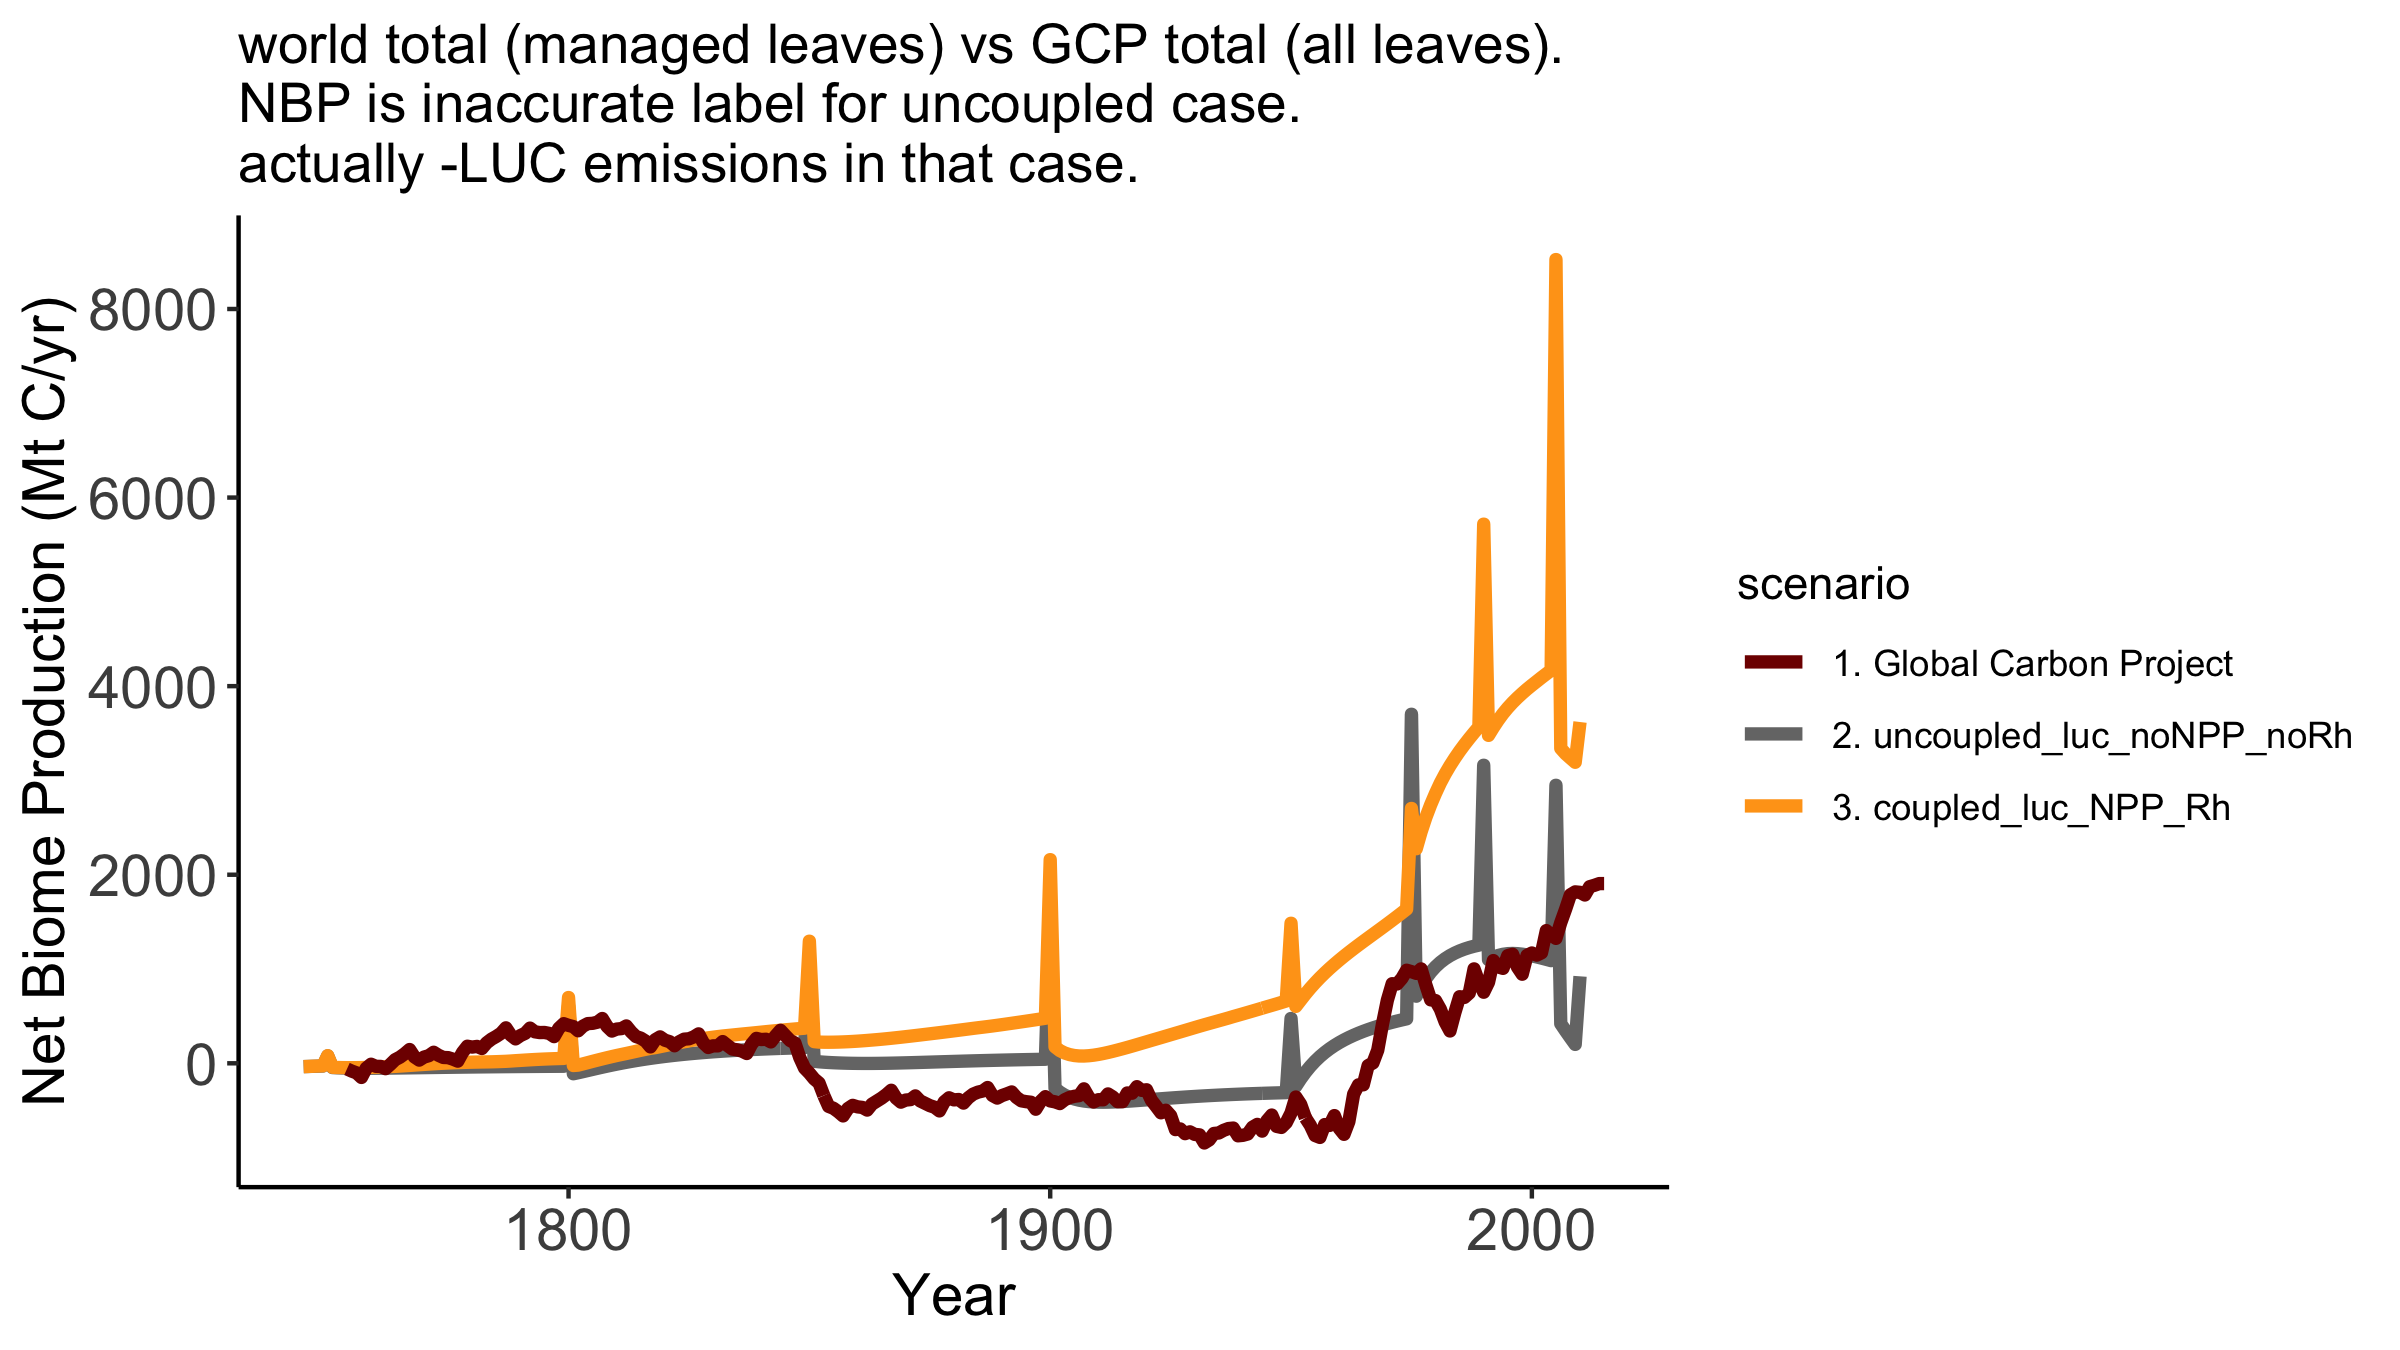 world total (managed leaves) vs GCP total (all leaves).
NBP is inaccurate label for uncoupled case.
actually -LUC emissions in that case.
Net Biome Production (Mt C/yr)
8000
6000
4000
2000
0
1800
1900
2000
Year
scenario
1. Global Carbon Project
2. uncoupled_luc_noNPP_noRh
3. coupled_luc_NPP_Rh